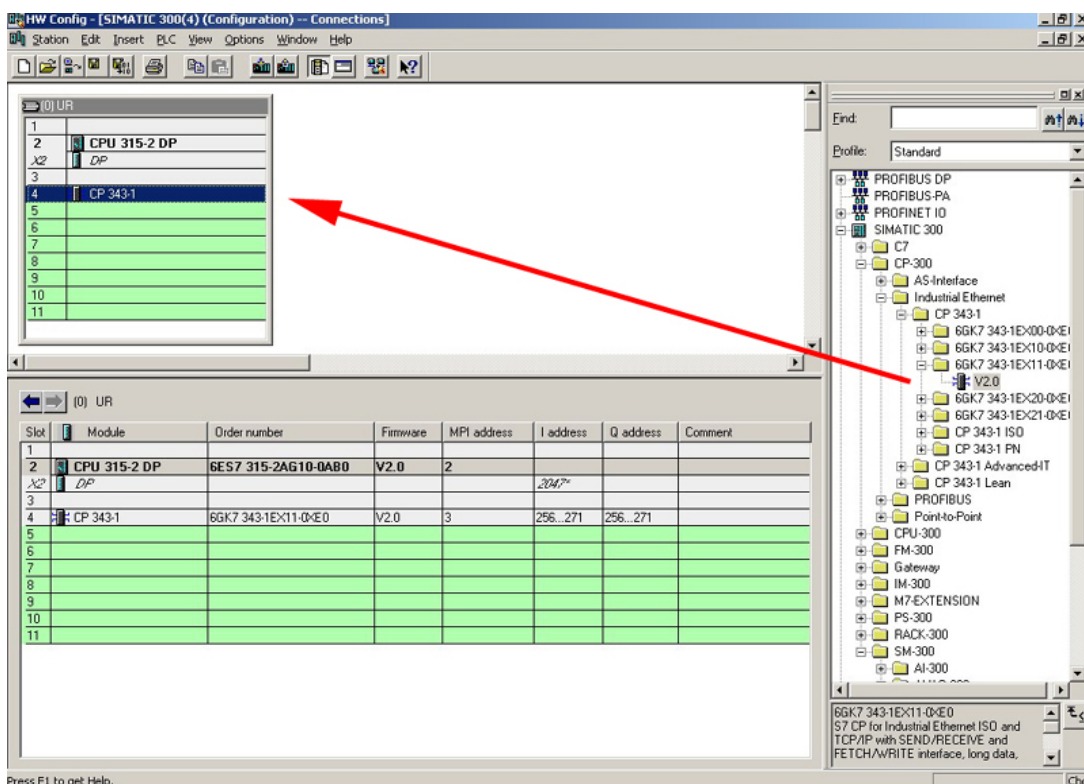 HW Config - [SIMATIC 300(4) (Configuration) -- Connections]
Station Edit Insert PLC View Options Window Help
(0) UR
1
2 CPU 315-2 DP
X2 DP
3
4 CP 343-1
5
6
7
8
9
10
11
(0) UR
Slot Module Order number Firmware MPI address I address Q address Comment
1
2 CPU 315-2 DP 6ES7 315-2AG10-0AB0 V2.0 2
X2 DP 2047*
3
4 CP 343-1 6GK7 343-1EX11-0XE0 V2.0 3 256...271 256...271
5
6
7
8
9
10
11
Find:
Profile: Standard
PROFIBUS DP
PROFIBUS-PA
PROFINET IO
SIMATIC 300
C7
CP-300
AS-Interface
Industrial Ethernet
CP 343-1
6GK7 343-1EX00-0XE
6GK7 343-1EX10-0XE
6GK7 343-1EX11-0XE
V2.0
6GK7 343-1EX20-0XE
6GK7 343-1EX21-0XE
CP 343-1 ISO
CP 343-1 PN
CP 343-1 Advanced-IT
CP 343-1 Lean
PROFIBUS
Point-to-Point
CPU-300
FM-300
Gateway
IM-300
M7-EXTENSION
PS-300
RACK-300
SM-300
AI-300
6GK7 343-1EX11-0XE0
S7 CP for Industrial Ethernet ISO and
TCP/IP with SEND/RECEIVE and
FETCH/WRITE interface, long data,
Press F1 to get Help.